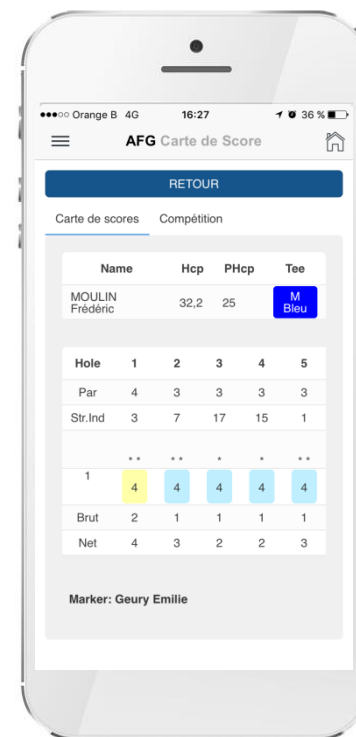 ●●●○○ Orange B 4G 16:27 36 %
AFG Carte de Score
RETOUR
Carte de scores Compétition
Name Hcp PHcp Tee
MOULIN Frédéric 32,2 25 M Bleu
Hole 1 2 3 4 5
Par 4 3 3 3 3
Str.Ind 3 7 17 15 1
* * * * * * * *
1 4 4 4 4 4
Brut 2 1 1 1 1
Net 4 3 2 2 3
Marker: Geury Emilie